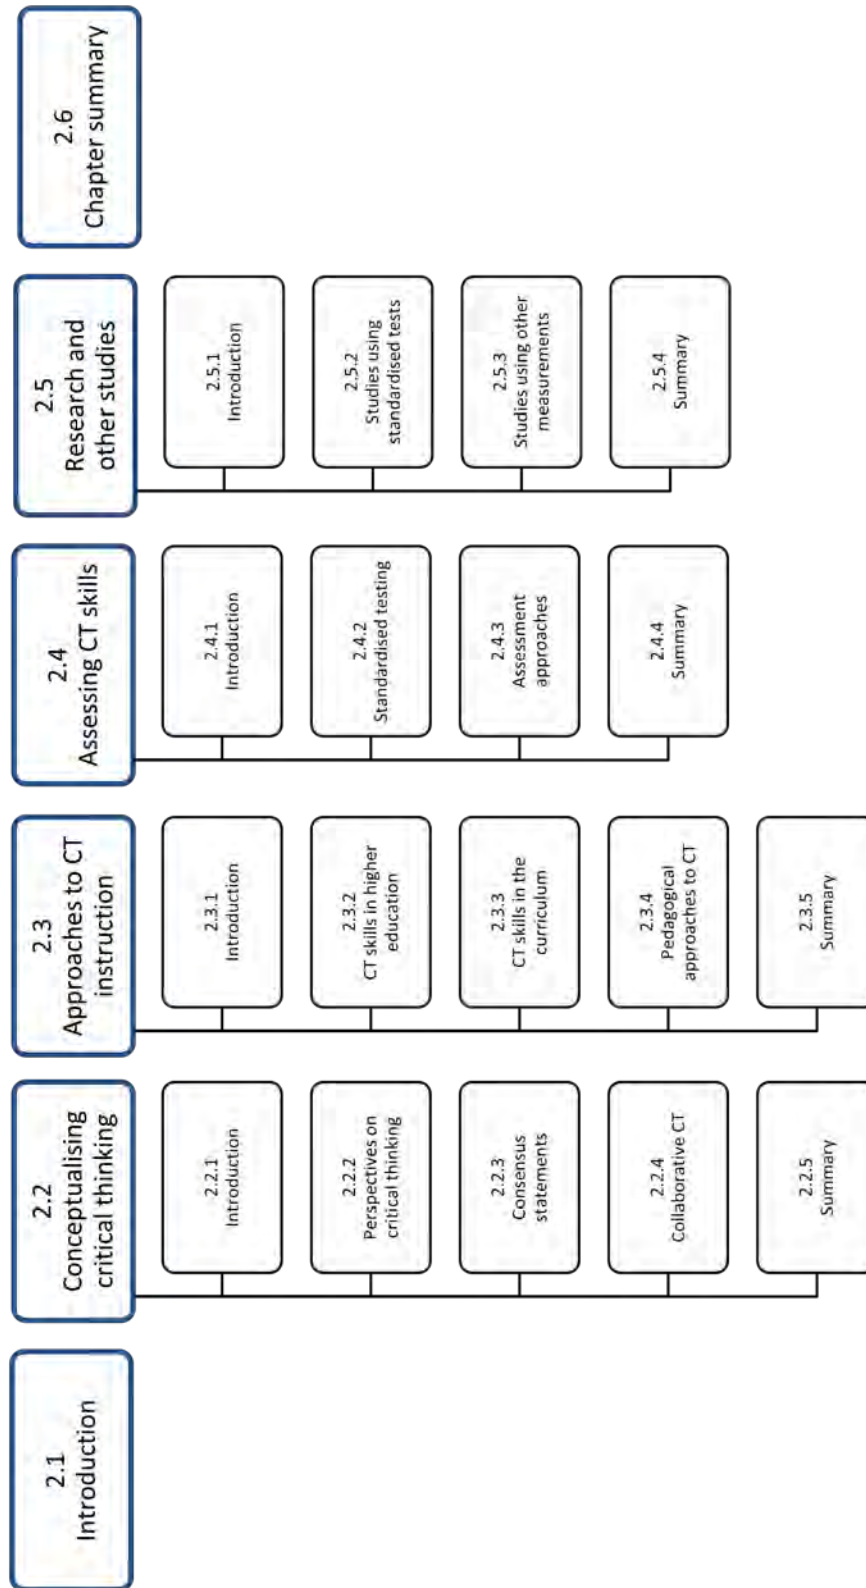 2.1
Introduction
2.2
Conceptualising
critical thinking
2.2.1
Introduction
2.2.2
Perspectives on
critical thinking
2.2.3
Consensus
statements
2.2.4
Collaborative CT
2.2.5
Summary
2.3
Approaches to CT
instruction
2.3.1
Introduction
2.3.2
CT skills in higher
education
2.3.3
CT skills in the
curriculum
2.3.4
Pedagogical
approaches to CT
2.3.5
Summary
2.4
Assessing CT skills
2.4.1
Introduction
2.4.2
Standardised testing
2.4.3
Assessment
approaches
2.4.4
Summary
2.5
Research and
other studies
2.5.1
Introduction
2.5.2
Studies using
standardised tests
2.5.3
Studies using other
measurements
2.5.4
Summary
2.6
Chapter summary